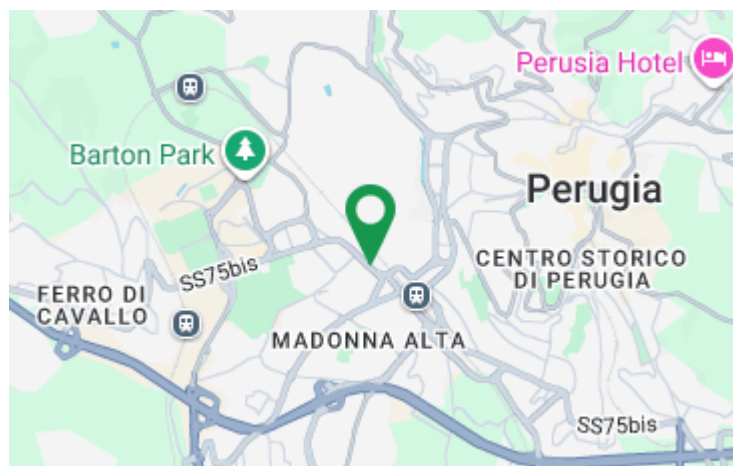 Perusia Hotel
Barton Park
Perugia
SS75bis
CENTRO STORICO
DI PERUGIA
FERRO DI
CAVALLO
MADONNA ALTA
SS75bis